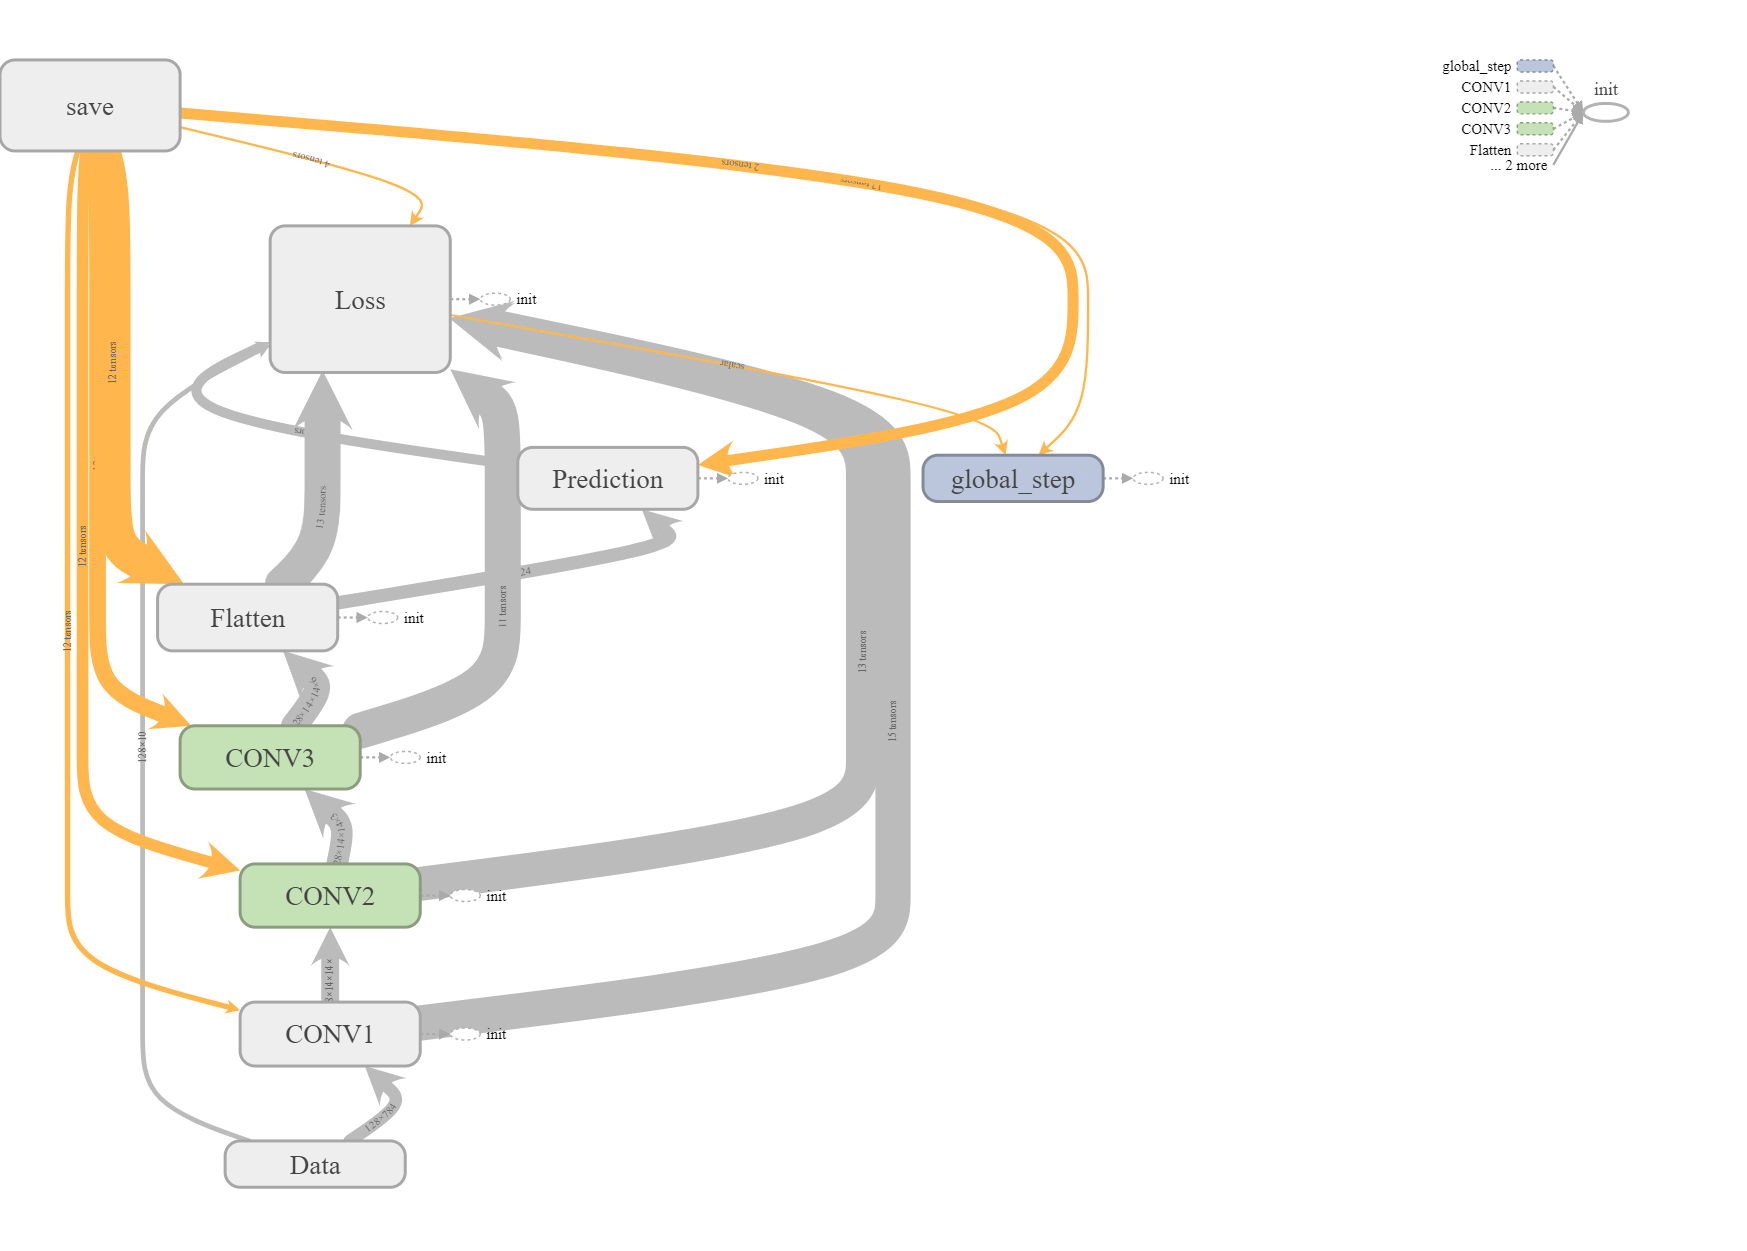 save
global_step
CONV1
CONV2
CONV3
Flatten
... 2 more
init
4 tensors
2 tensors
Loss
init
12 tensors
scalar
Prediction
init
global_step
init
13 tensors
24
12 tensors
Flatten
init
11 tensors
12 tensors
13 tensors
15 tensors
128×10
CONV3
init
CONV2
init
CONV1
init
128×784
Data